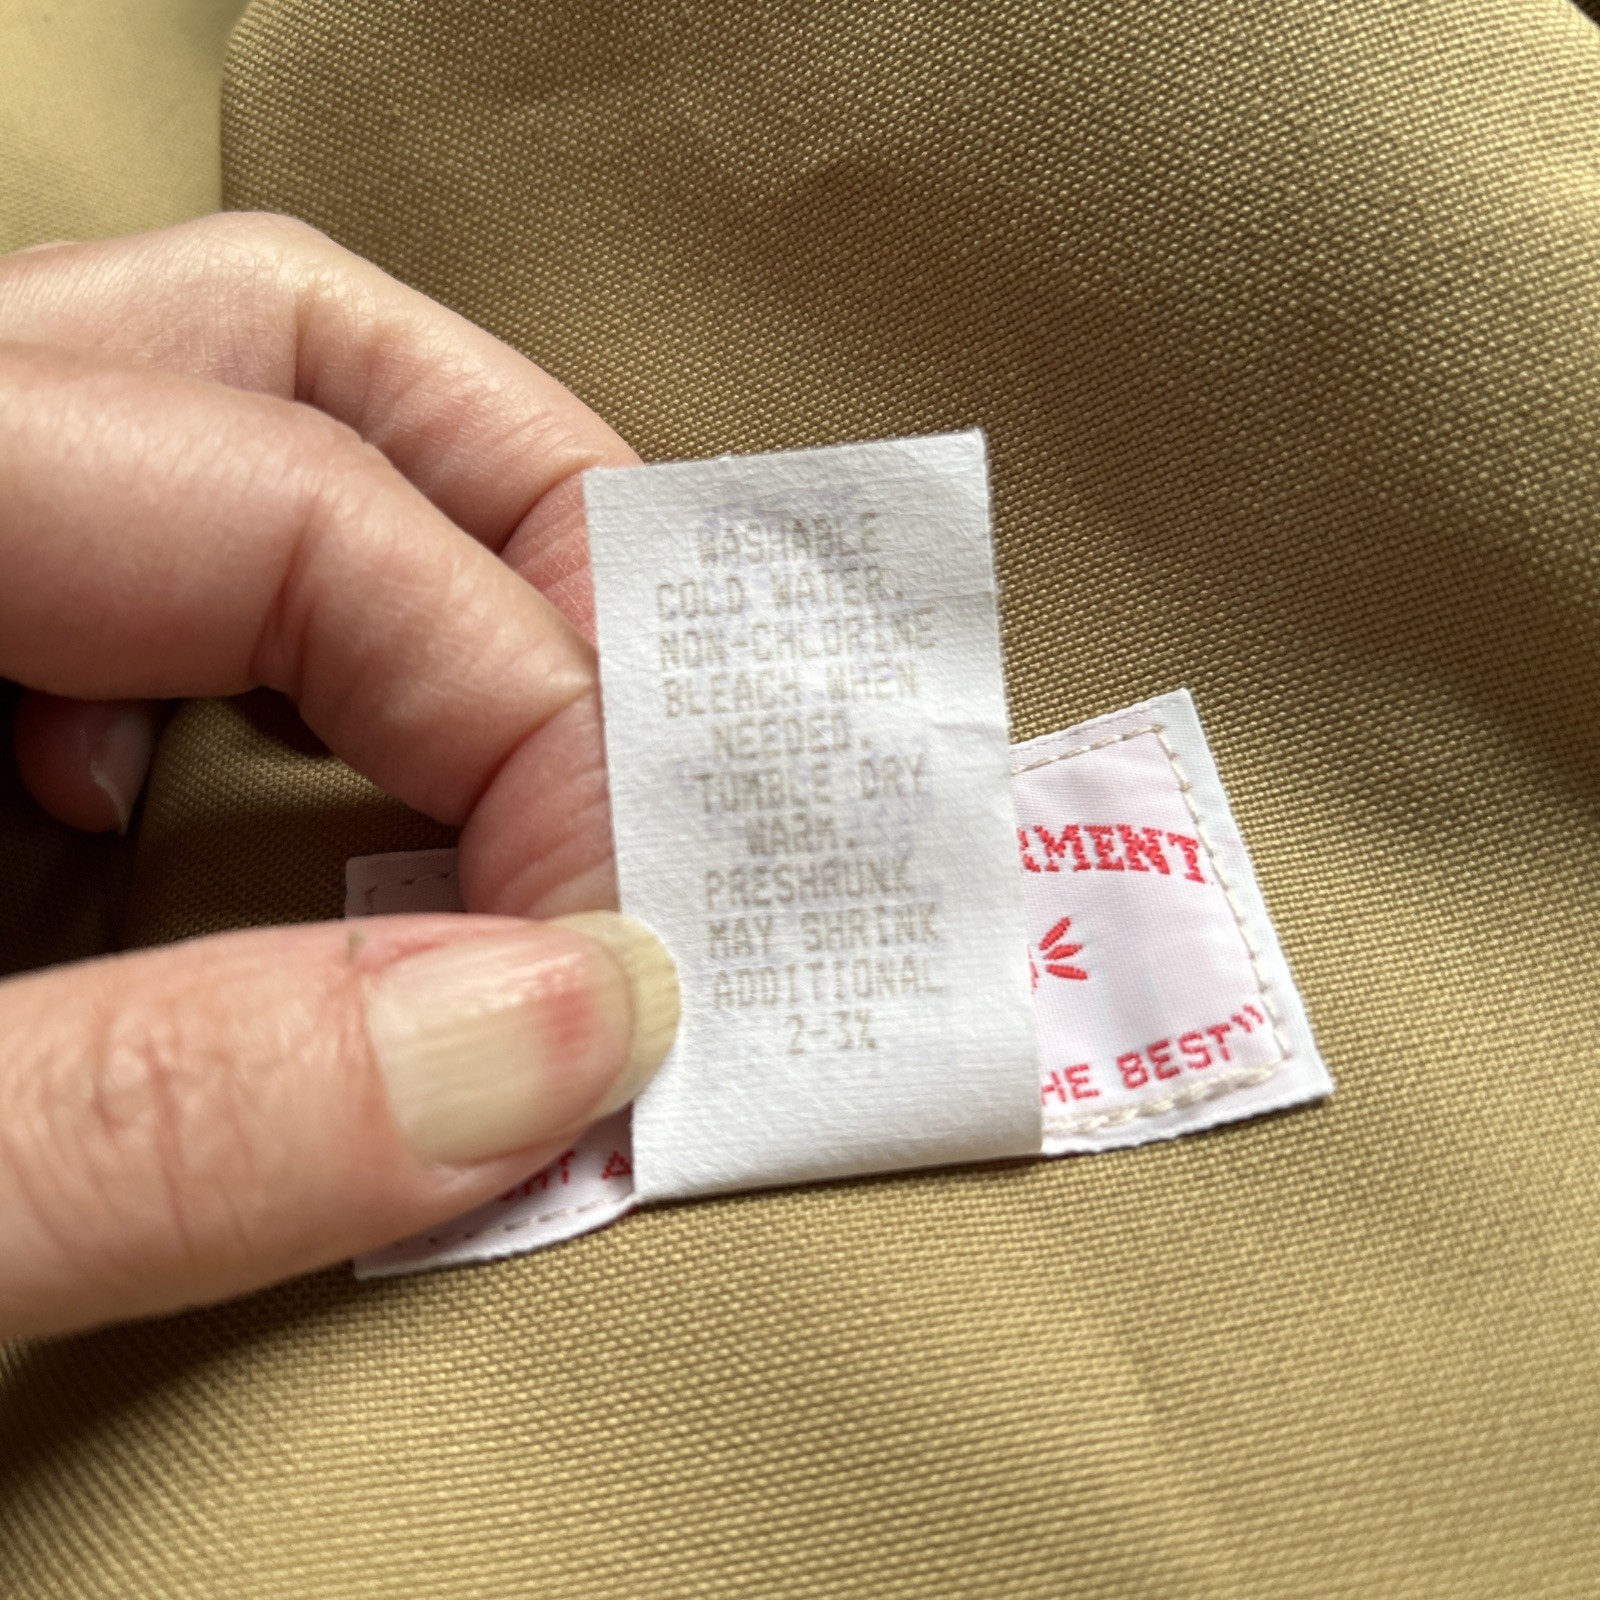 WASHABLE
COLD WATER.
NON-CHLORINE
BLEACH WHEN
NEEDED.
TUMBLE DRY
WARM.
PRESHRUNK
MAY SHRINK
ADDITIONAL
2-3%
RMENT
HE BEST"